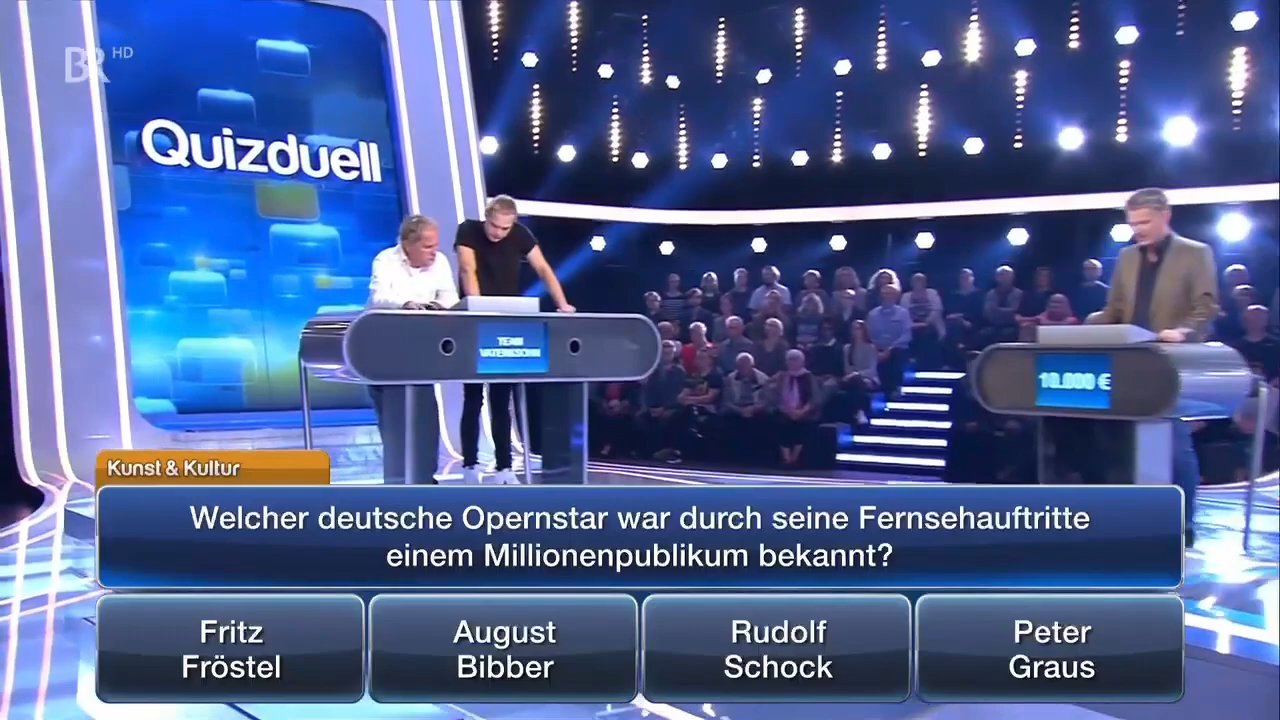 BR HD
Quizduell
TEAM
10.000 €
Kunst & Kultur
Welcher deutsche Opernstar war durch seine Fernsehauftritte
einem Millionenpublikum bekannt?
Fritz
Fröstel
August
Bibber
Rudolf
Schock
Peter
Graus